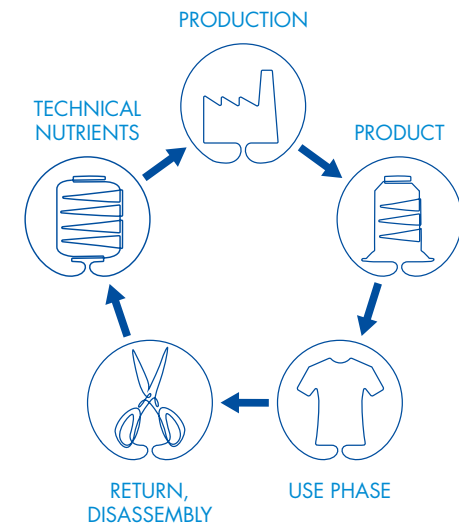 PRODUCTION
TECHNICAL
NUTRIENTS
PRODUCT
RETURN,
DISASSEMBLY
USE PHASE